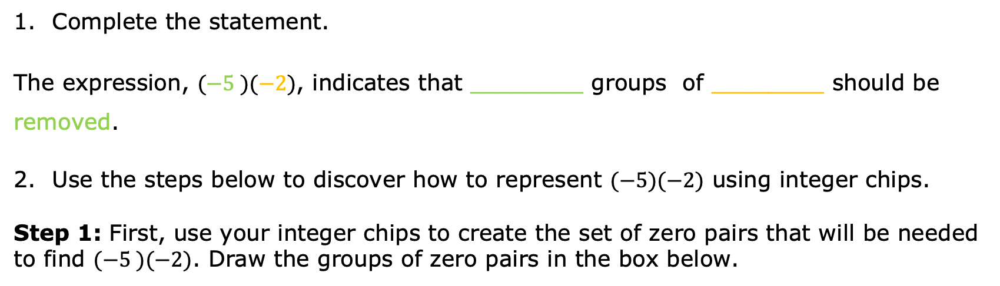 1. Complete the statement.
The expression, (−5 )(−2), indicates that __________ groups of __________ should be
removed.
2. Use the steps below to discover how to represent (−5)(−2) using integer chips.
Step 1: First, use your integer chips to create the set of zero pairs that will be needed
to find (−5 )(−2). Draw the groups of zero pairs in the box below.